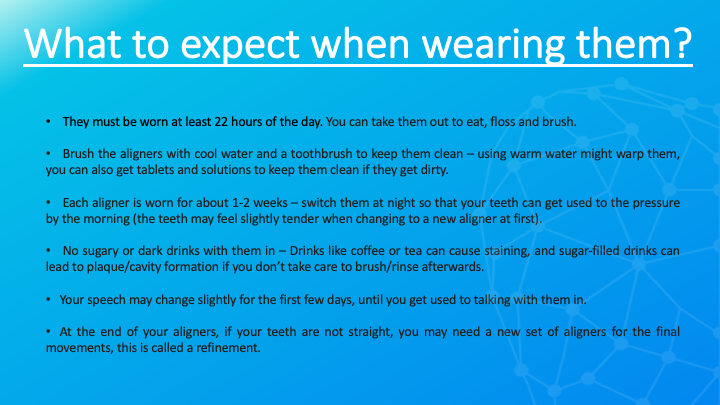 What to expect when wearing them?
• They must be worn at least 22 hours of the day. You can take them out to eat, floss and brush.
• Brush the aligners with cool water and a toothbrush to keep them clean – using warm water might warp them,
you can also get tablets and solutions to keep them clean if they get dirty.
• Each aligner is worn for about 1-2 weeks – switch them at night so that your teeth can get used to the pressure
by the morning (the teeth may feel slightly tender when changing to a new aligner at first).
• No sugary or dark drinks with them in – Drinks like coffee or tea can cause staining, and sugar-filled drinks can
lead to plaque/cavity formation if you don’t take care to brush/rinse afterwards.
• Your speech may change slightly for the first few days, until you get used to talking with them in.
• At the end of your aligners, if your teeth are not straight, you may need a new set of aligners for the final
movements, this is called a refinement.